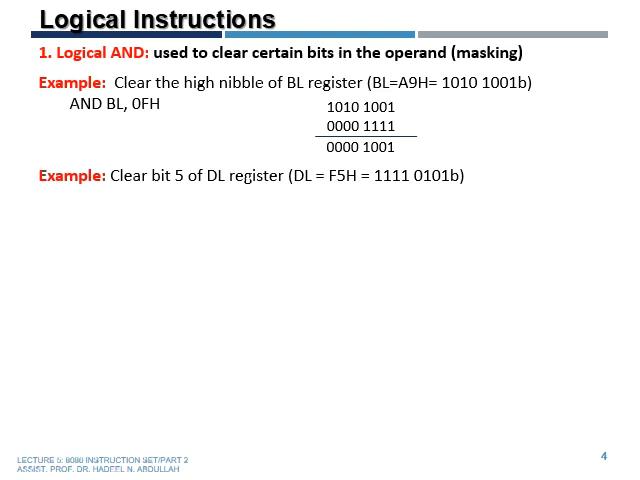 Logical Instructions
1. Logical AND: used to clear certain bits in the operand (masking)
Example: Clear the high nibble of BL register (BL=A9H= 1010 1001b)
AND BL, 0FH
1010 1001
0000 1111
0000 1001
Example: Clear bit 5 of DL register (DL = F5H = 1111 0101b)
LECTURE 5: 8086 INSTRUCTION SET/PART 2
ASSIST. PROF. DR. HADEEL N. ABDULLAH
4